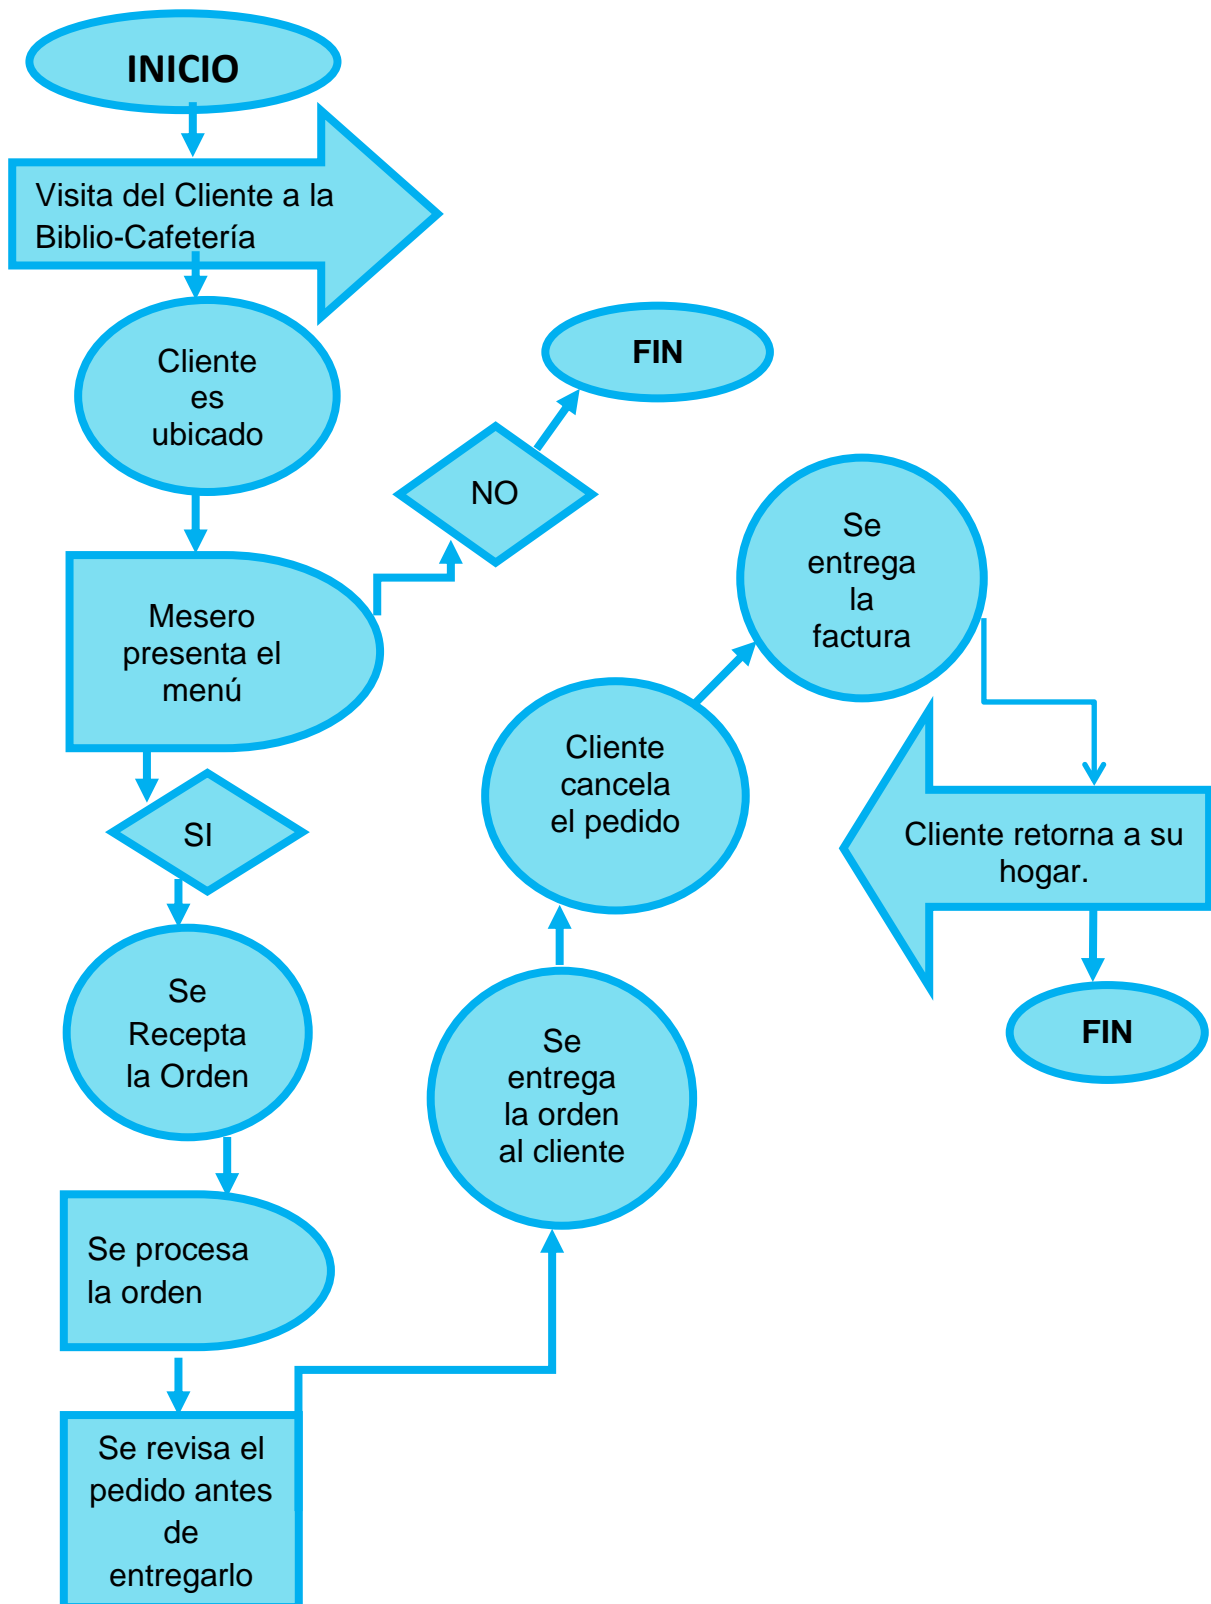 INICIO
Visita del Cliente a la
Biblio-Cafetería
Cliente
es
ubicado
Mesero
presenta el
menú
NO
FIN
SI
Se
Recepta
la Orden
Se procesa
la orden
Se revisa el
pedido antes
de
entregarlo
Se
entrega
la orden
al cliente
Cliente
cancela
el pedido
Se
entrega
la
factura
Cliente retorna a su
hogar.
FIN